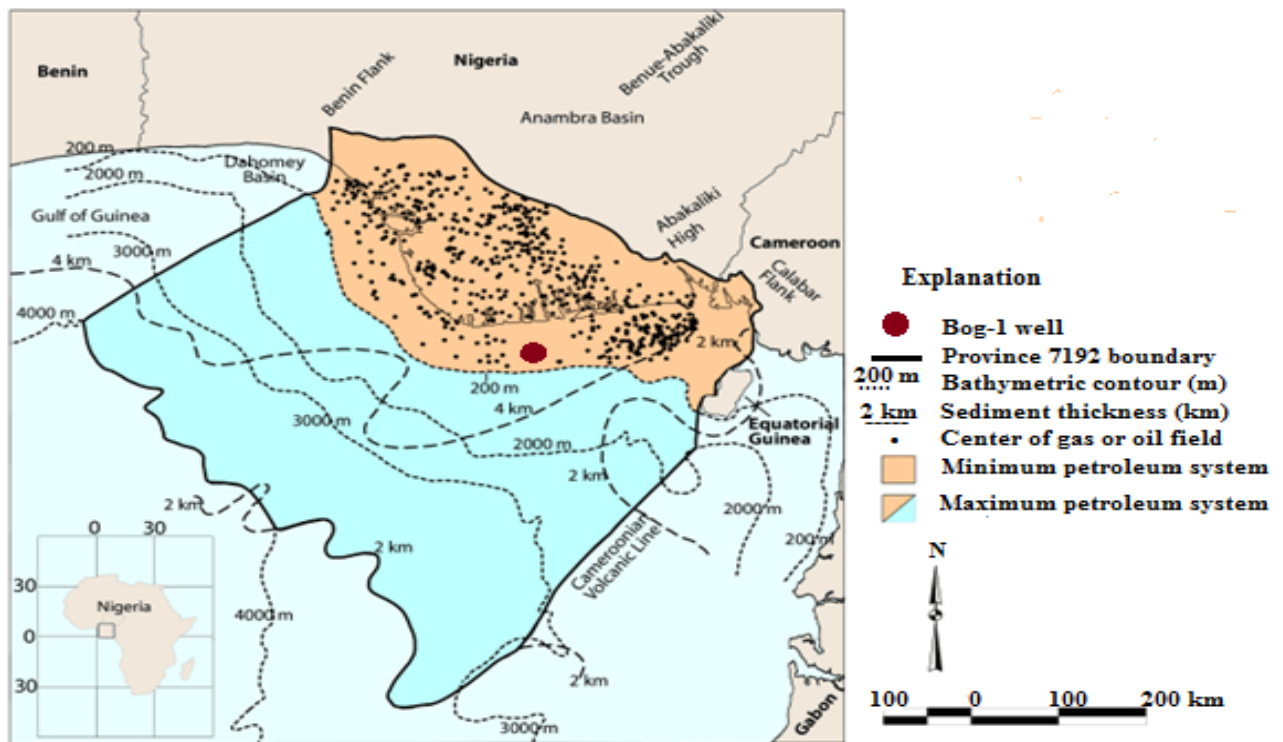 Benin
Nigeria
Benin Flank
Benue-Abakaliki
Trough
Anambra Basin
200 m
2000 m
Dahomey
Basin
Gulf of Guinea
3000 m
4 km
4000 m
Abakaliki
High
Cameroon
Calabar
Flank
2 km
200 m
4 km
3000 m
2000 m
Equatorial
Guinea
2 km
2 km
2000 m
200 m
2 km
Cameroonian
Volcanic Line
4000 m
2 km
3000 m
Gabon
0 30
30
Nigeria
0
30
Explanation
Bog-1 well
Province 7192 boundary
200 m Bathymetric contour (m)
2 km Sediment thickness (km)
Center of gas or oil field
Minimum petroleum system
Maximum petroleum system
N
100 0 100 200 km